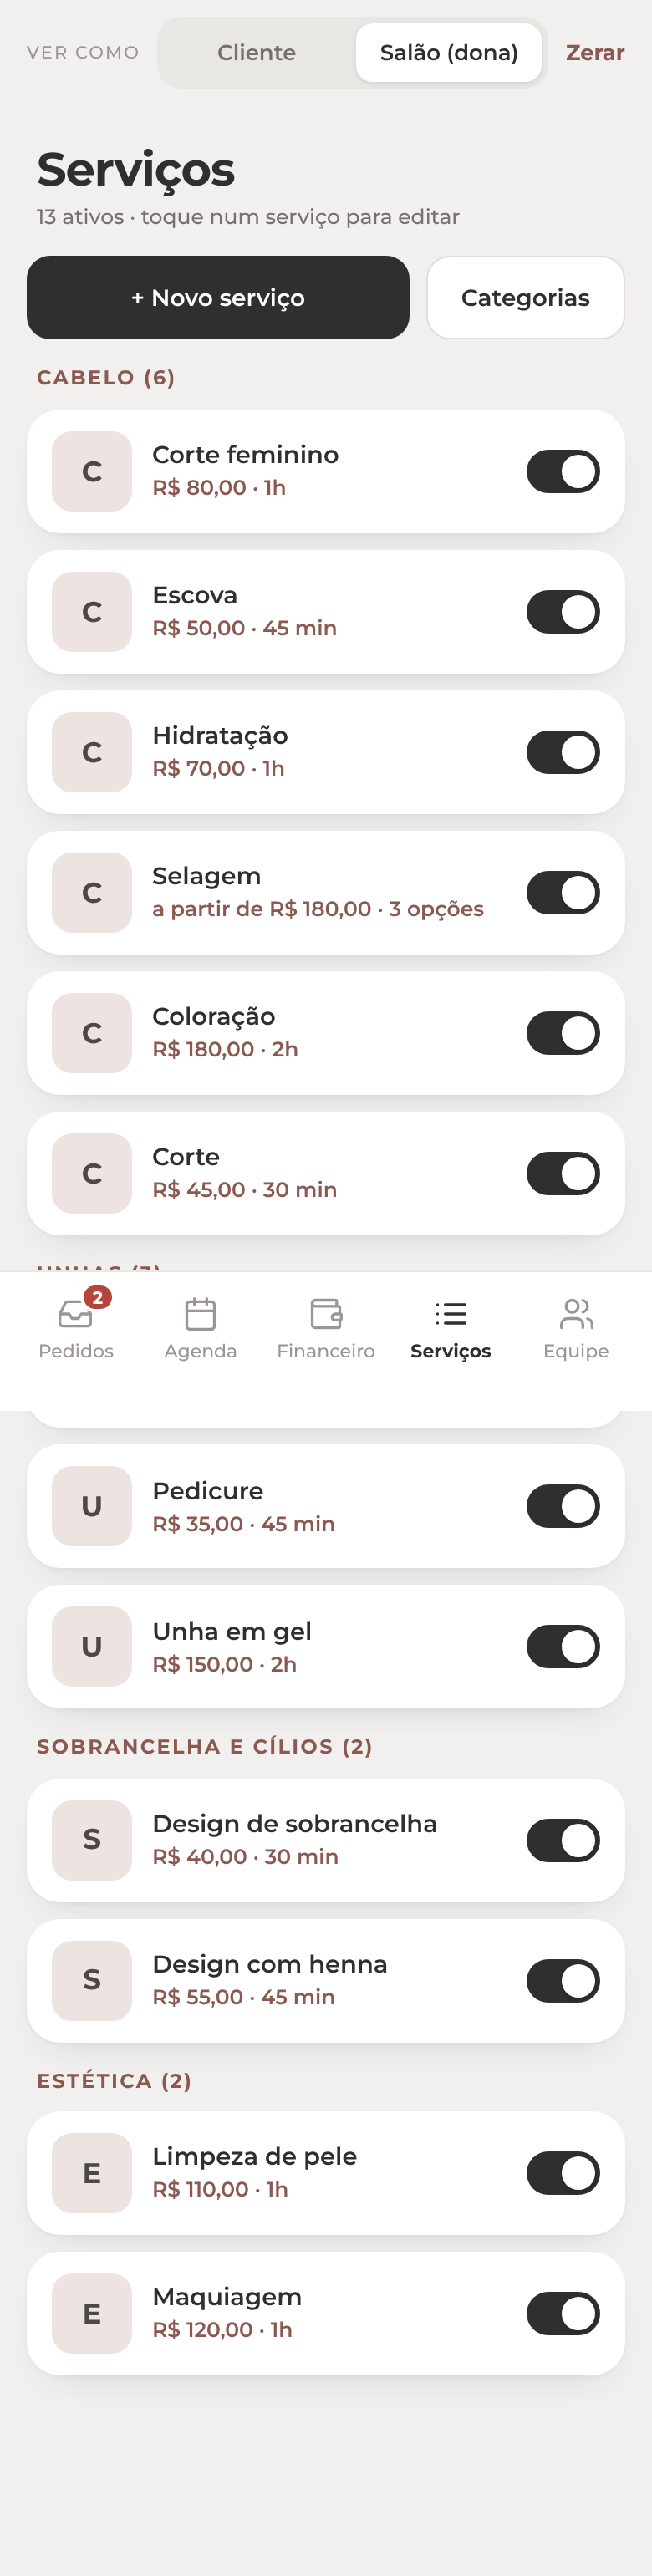 VER COMO
Cliente
Salão (dona)
Zerar
Serviços
13 ativos · toque num serviço para editar
+ Novo serviço
Categorias
CABELO (6)
C
Corte feminino
R$ 80,00 · 1h
C
Escova
R$ 50,00 · 45 min
C
Hidratação
R$ 70,00 · 1h
C
Selagem
a partir de R$ 180,00 · 3 opções
C
Coloração
R$ 180,00 · 2h
C
Corte
R$ 45,00 · 30 min
UNHAS (3)
2
Pedidos
Agenda
Financeiro
Serviços
Equipe
U
Pedicure
R$ 35,00 · 45 min
U
Unha em gel
R$ 150,00 · 2h
SOBRANCELHA E CÍLIOS (2)
S
Design de sobrancelha
R$ 40,00 · 30 min
S
Design com henna
R$ 55,00 · 45 min
ESTÉTICA (2)
E
Limpeza de pele
R$ 110,00 · 1h
E
Maquiagem
R$ 120,00 · 1h